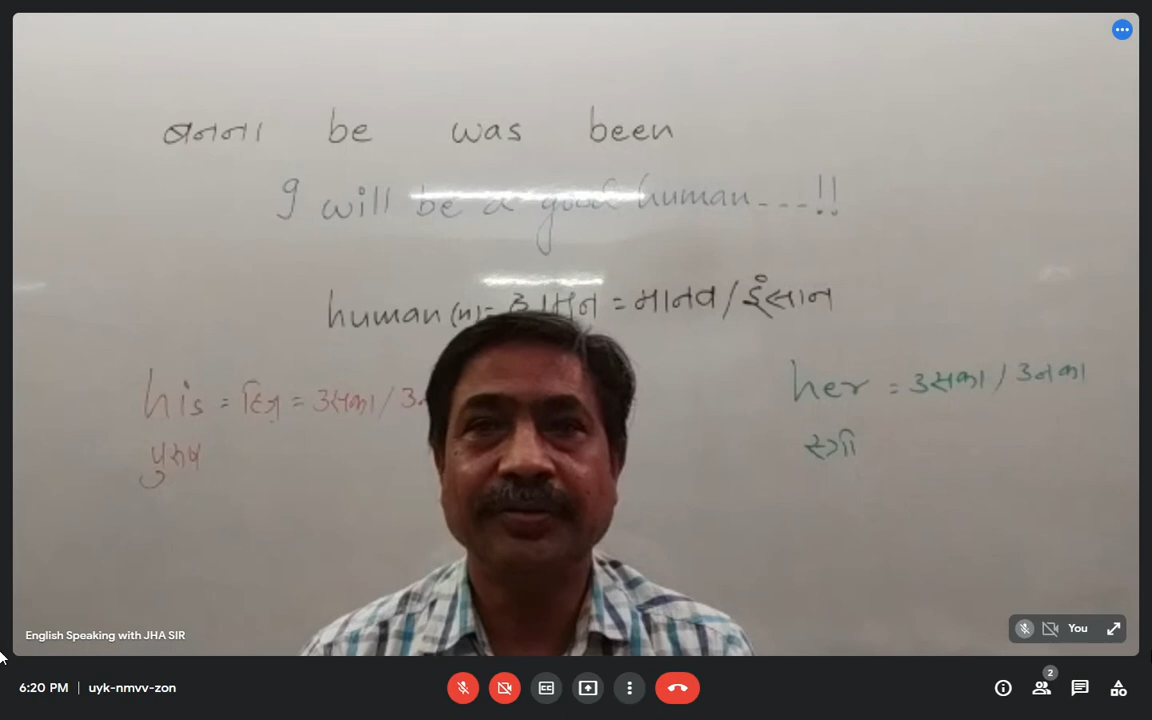 बनना be was been
I will be a good human---!!
human (n) = = मानव/इंसान
his = हिज़ = उसका/
her = उसका/उनका
पुरुष
स्त्री
English Speaking with JHA SIR
You
6:20 PM | uyk-nmvv-zon
2